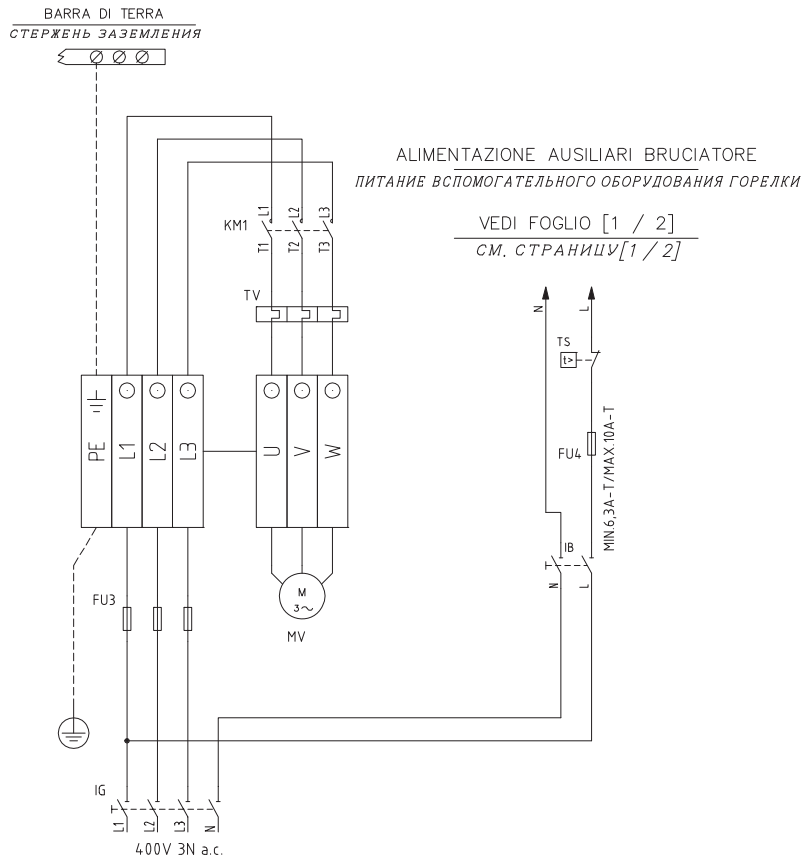 BARRA DI TERRA
СТЕРЖЕНЬ ЗАЗЕМЛЕНИЯ
ALIMENTAZIONE AUSILIARI BRUCIATORE
ПИТАНИЕ ВСПОМОГАТЕЛЬНОГО ОБОРУДОВАНИЯ ГОРЕЛКИ
VEDI FOGLIO [1 / 2]
СМ. СТРАНИЦУ[1 / 2]
KM1
L1
L2
L3
T1
T2
T3
TV
N
L
TS
t>
PE
L1
L2
L3
U
V
W
FU4
MIN.6,3A-T/MAX.10A-T
IB
N
L
M
3~
MV
FU3
IG
L1
L2
L3
N
400V 3N a.c.